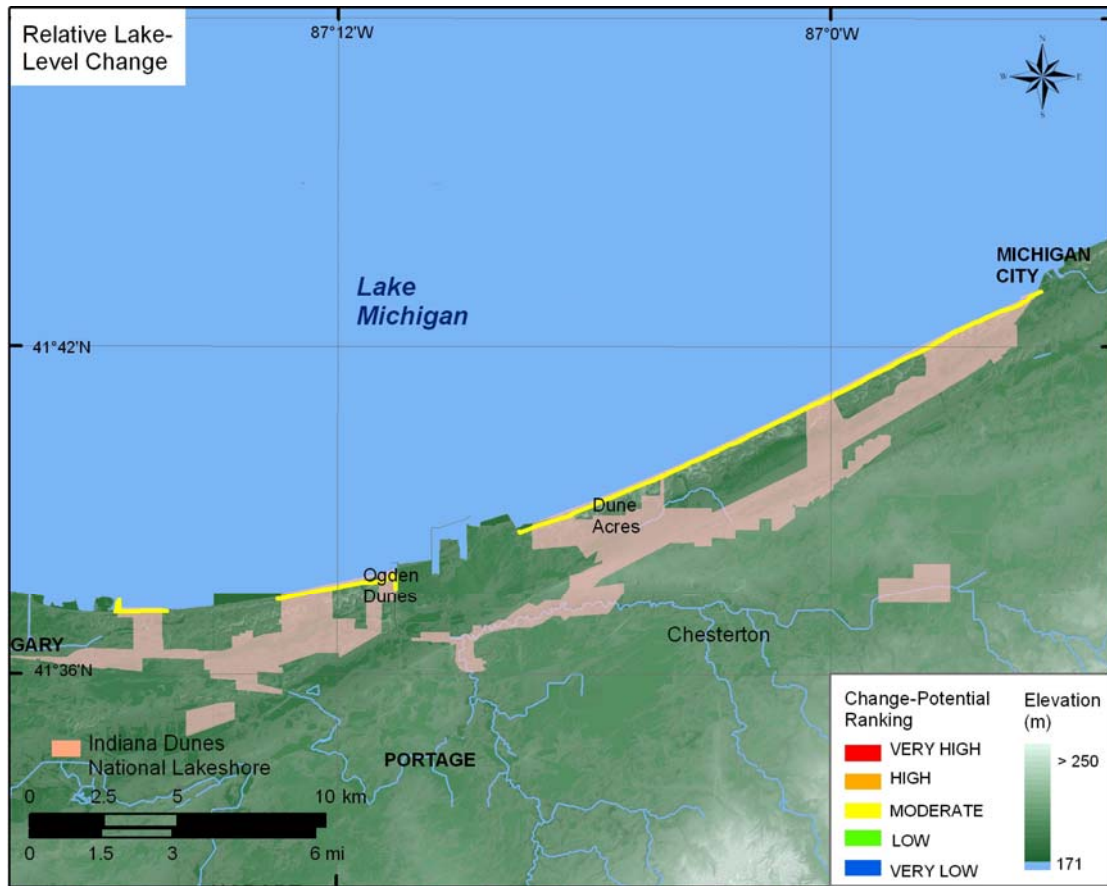 Relative Lake-
Level Change
87°12'W
87°0'W
N
W
E
S
MICHIGAN
CITY
Lake
Michigan
41°42'N
Dune
Acres
Ogden
Dunes
GARY
Chesterton
41°36'N
Indiana Dunes
National Lakeshore
PORTAGE
0 2.5 5 10 km
0 1.5 3 6 mi
Change-Potential
Ranking
VERY HIGH
HIGH
MODERATE
LOW
VERY LOW
Elevation
(m)
> 250
171